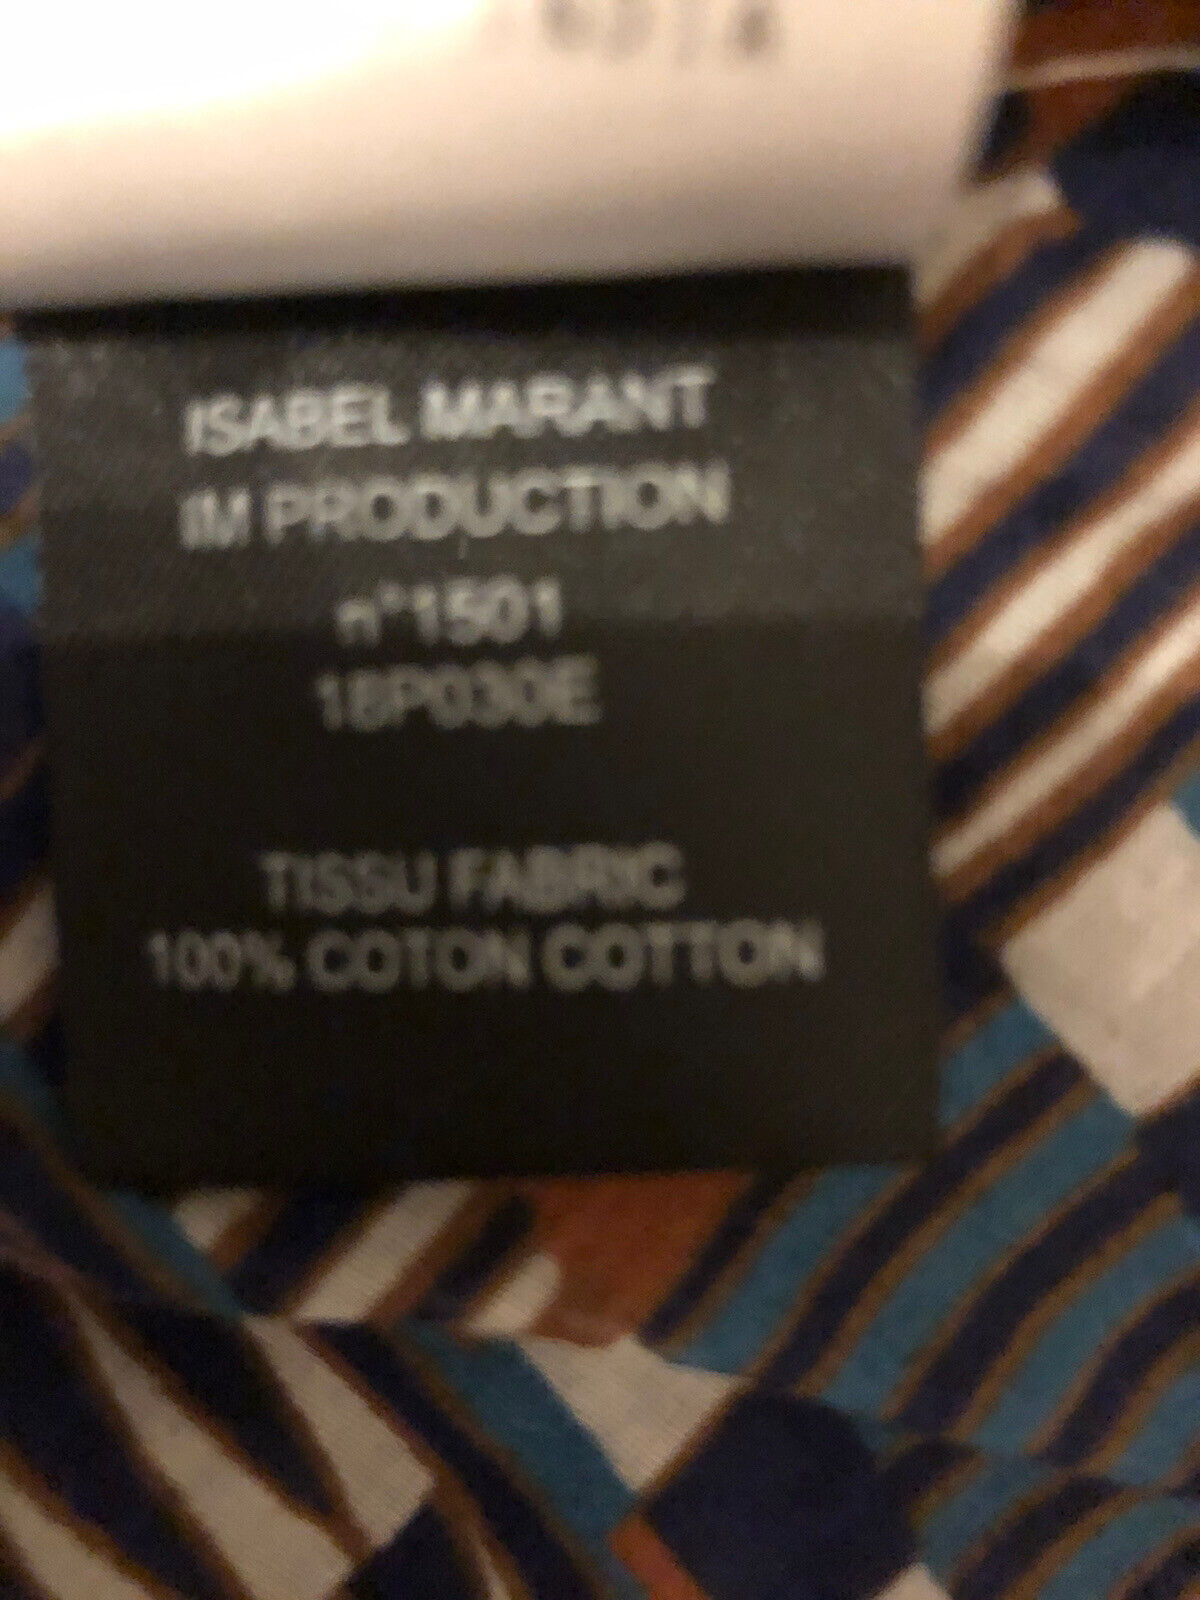 ISABEL MARANT
IM PRODUCTION
n°1501
18P030E
TISSU FABRIC
100% COTON COTTON